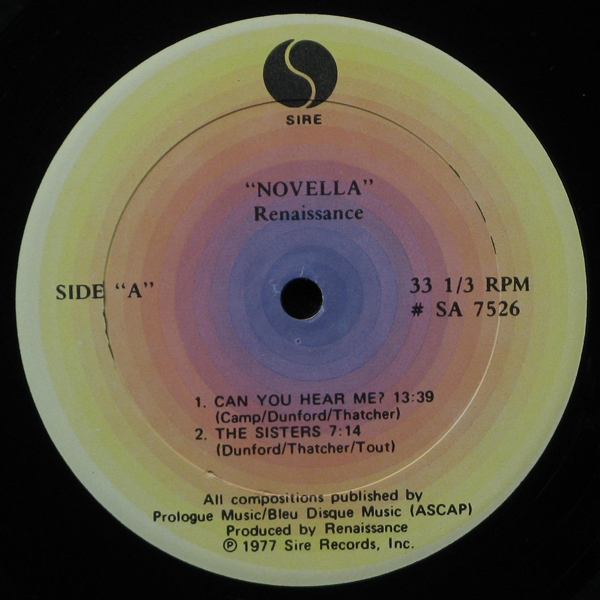 SIRE
"NOVELLA"
Renaissance
SIDE "A"
33 1/3 RPM
# SA 7526
1. CAN YOU HEAR ME? 13:39
(Camp/Dunford/Thatcher)
2. THE SISTERS 7:14
(Dunford/Thatcher/Tout)
All compositions published by
Prologue Music/Bleu Disque Music (ASCAP)
Produced by Renaissance
℗ 1977 Sire Records, Inc.